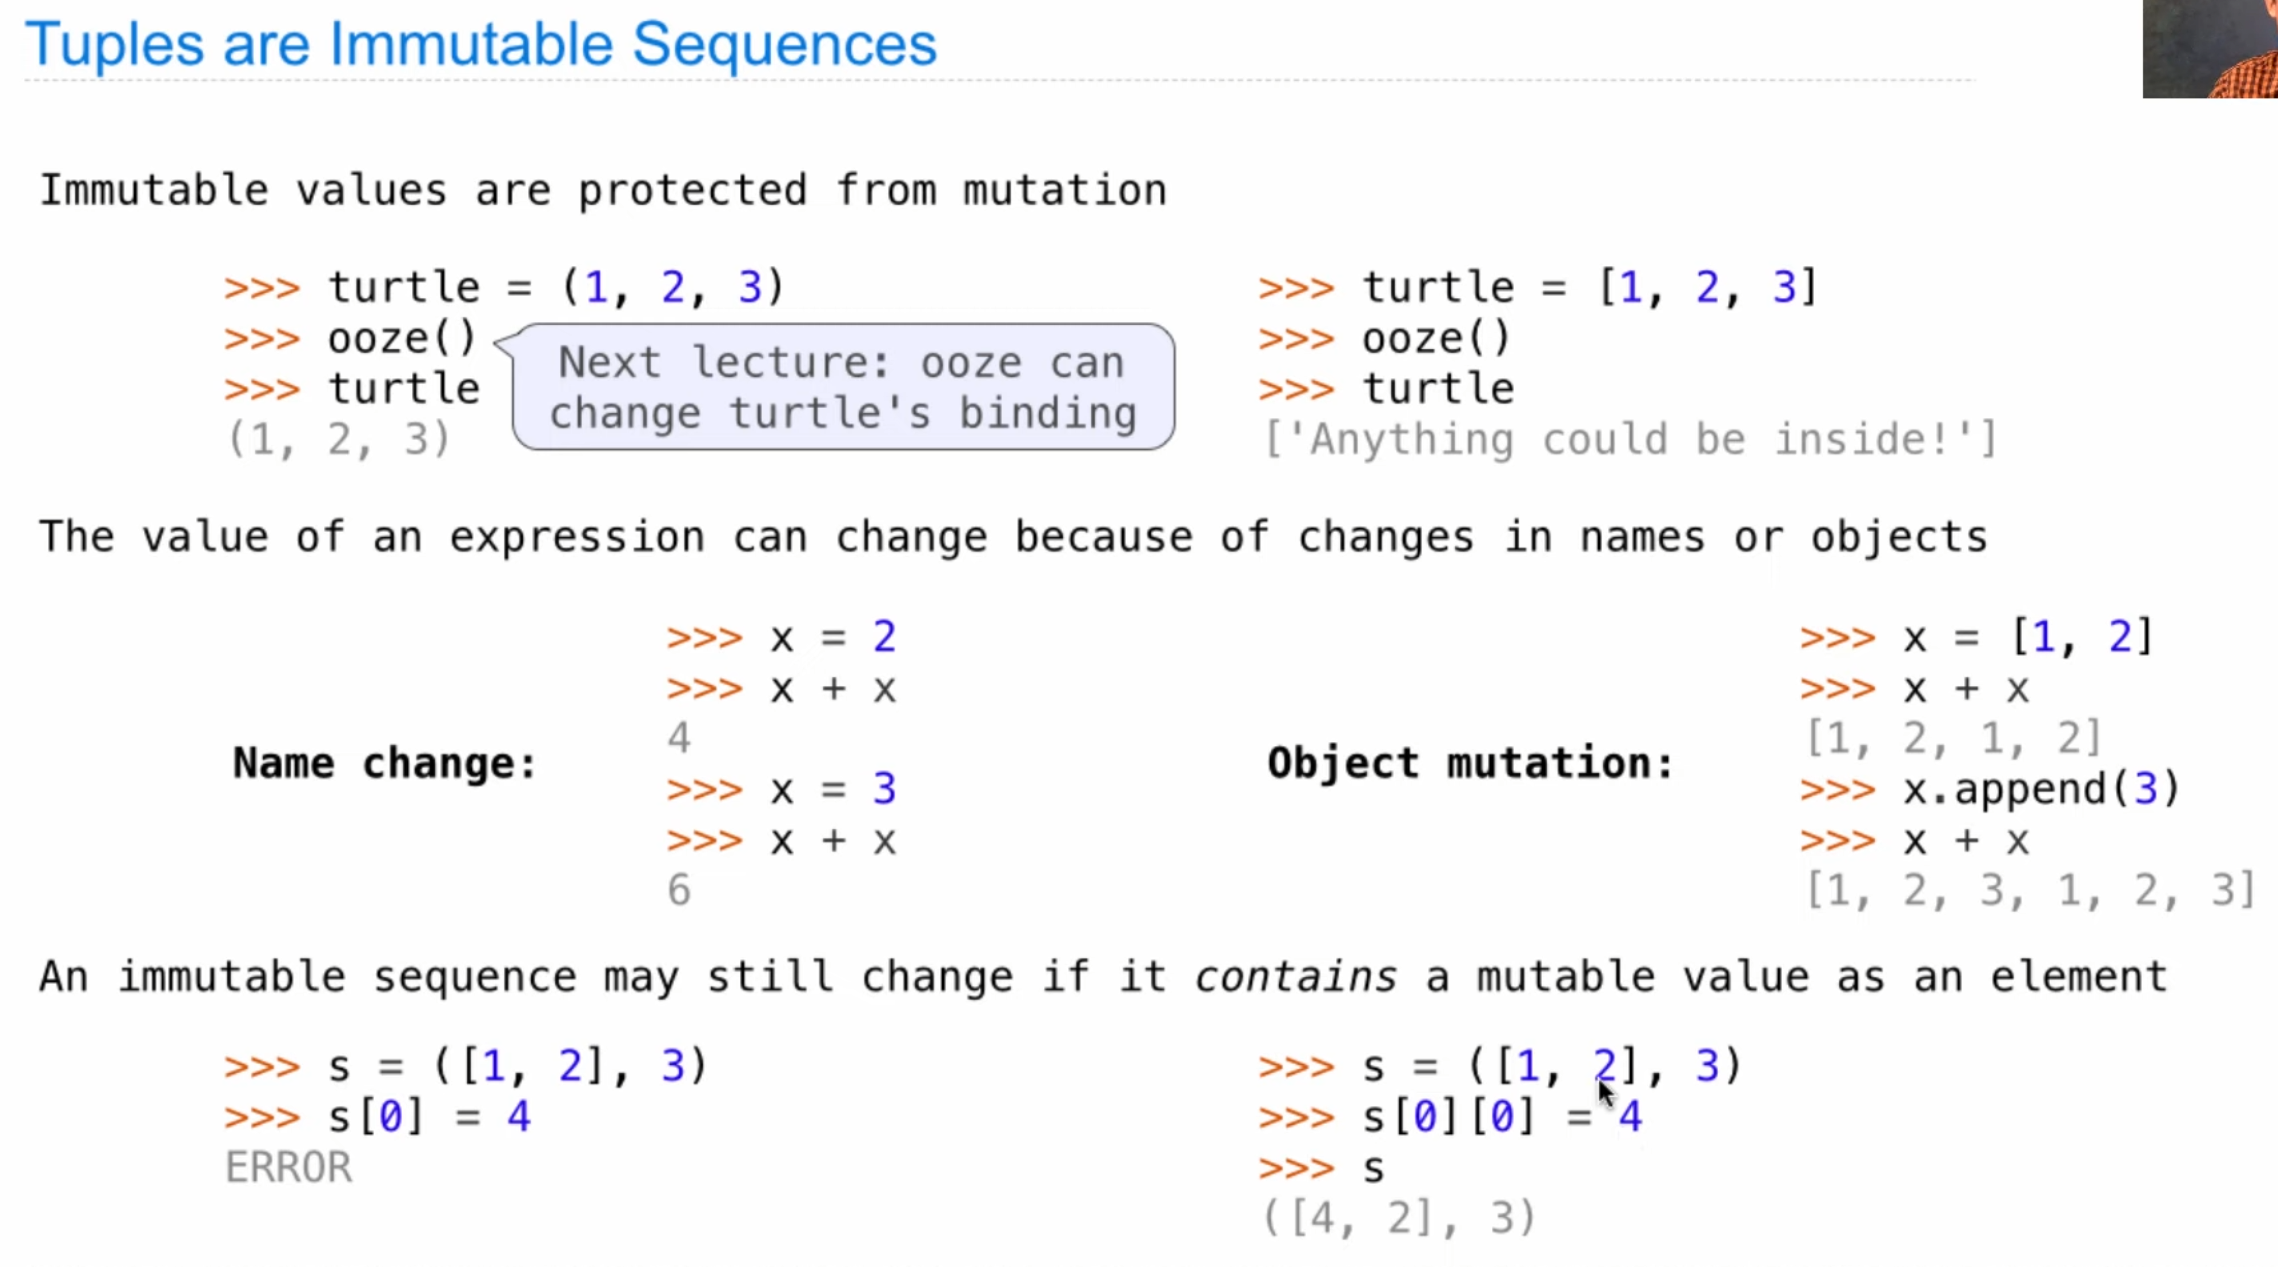 Tuples are Immutable Sequences
Immutable values are protected from mutation
>>> turtle = (1, 2, 3)
>>> ooze()
>>> turtle
(1, 2, 3)
Next lecture: ooze can
change turtle's binding
>>> turtle = [1, 2, 3]
>>> ooze()
>>> turtle
['Anything could be inside!']
The value of an expression can change because of changes in names or objects
Name change:
>>> x = 2
>>> x + x
4
>>> x = 3
>>> x + x
6
Object mutation:
>>> x = [1, 2]
>>> x + x
[1, 2, 1, 2]
>>> x.append(3)
>>> x + x
[1, 2, 3, 1, 2, 3]
An immutable sequence may still change if it contains a mutable value as an element
>>> s = ([1, 2], 3)
>>> s[0] = 4
ERROR
>>> s = ([1, 2], 3)
>>> s[0][0] = 4
>>> s
([4, 2], 3)